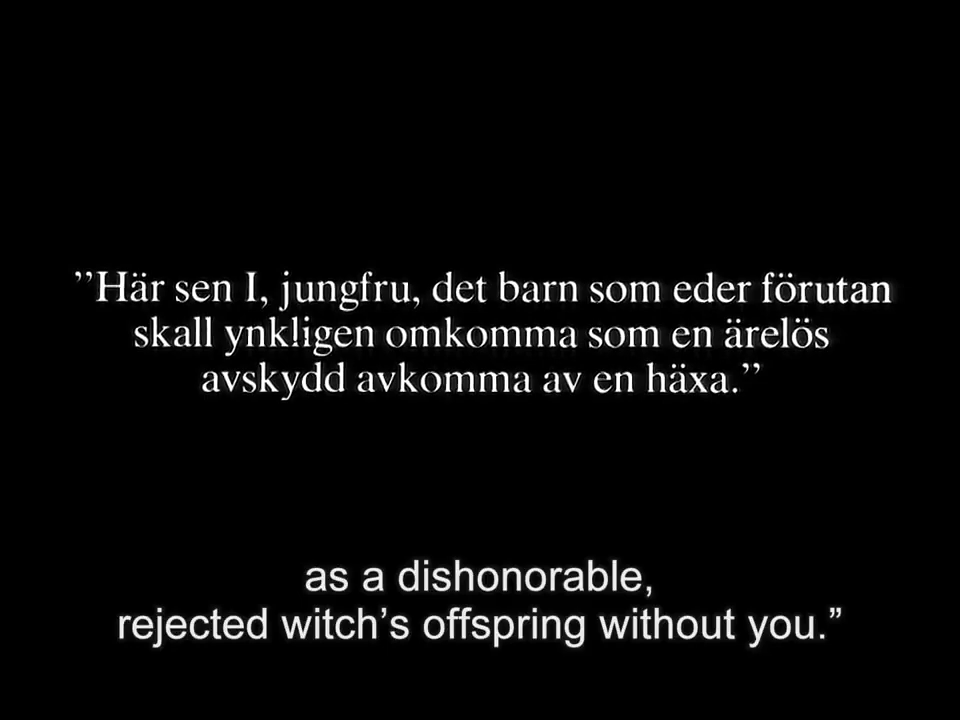 ”Här sen I, jungfru, det barn som eder förutan
skall ynkligen omkomma som en ärelös
avskydd avkomma av en häxa.”
as a dishonorable,
rejected witch’s offspring without you.”